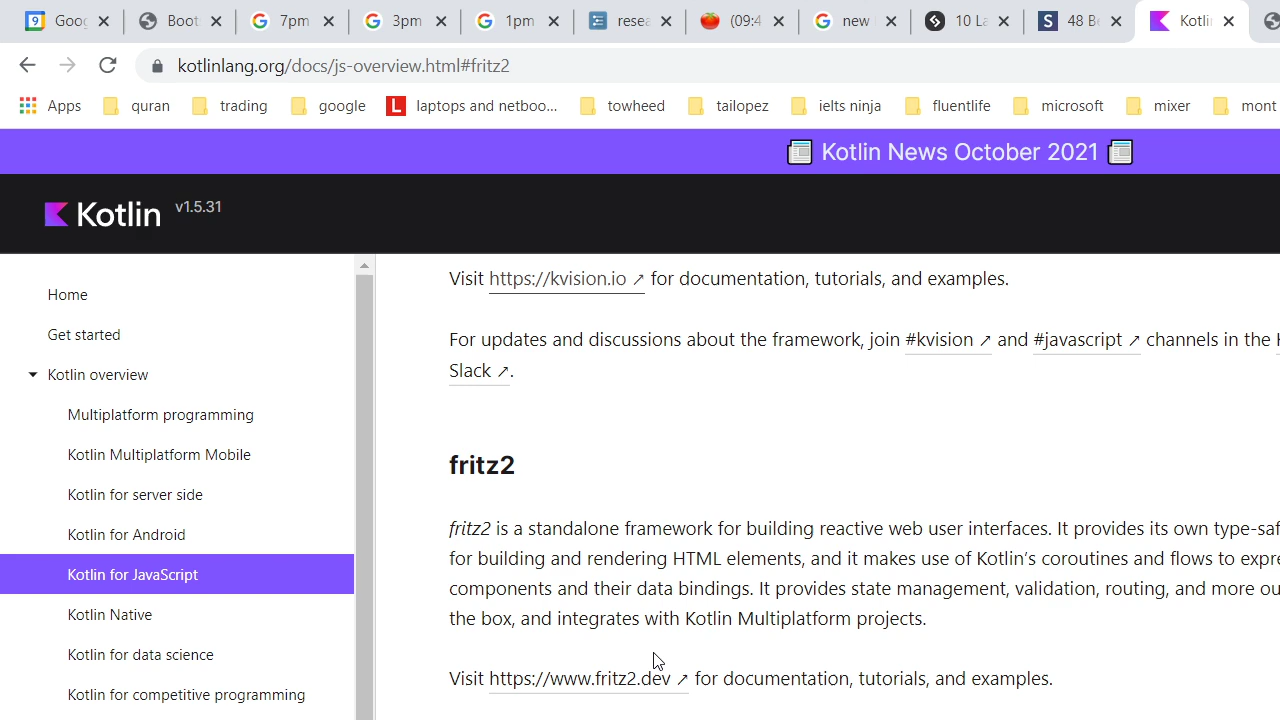 Goog
Boot
7pm
3pm
1pm
resea
(09:4
new
10 La
48 Be
Kotlin
kotlinlang.org/docs/js-overview.html#fritz2
Apps quran trading google L laptops and netboo... towheed tailopez ielts ninja fluentlife microsoft mixer mont
Kotlin News October 2021
Kotlin v1.5.31
Home
Get started
Kotlin overview
Multiplatform programming
Kotlin Multiplatform Mobile
Kotlin for server side
Kotlin for Android
Kotlin for JavaScript
Kotlin Native
Kotlin for data science
Kotlin for competitive programming
Visit https://kvision.io ↗ for documentation, tutorials, and examples.
For updates and discussions about the framework, join #kvision ↗ and #javascript ↗ channels in the
Slack ↗.
fritz2
fritz2 is a standalone framework for building reactive web user interfaces. It provides its own type-saf
for building and rendering HTML elements, and it makes use of Kotlin's coroutines and flows to expre
components and their data bindings. It provides state management, validation, routing, and more ou
the box, and integrates with Kotlin Multiplatform projects.
Visit https://www.fritz2.dev ↗ for documentation, tutorials, and examples.